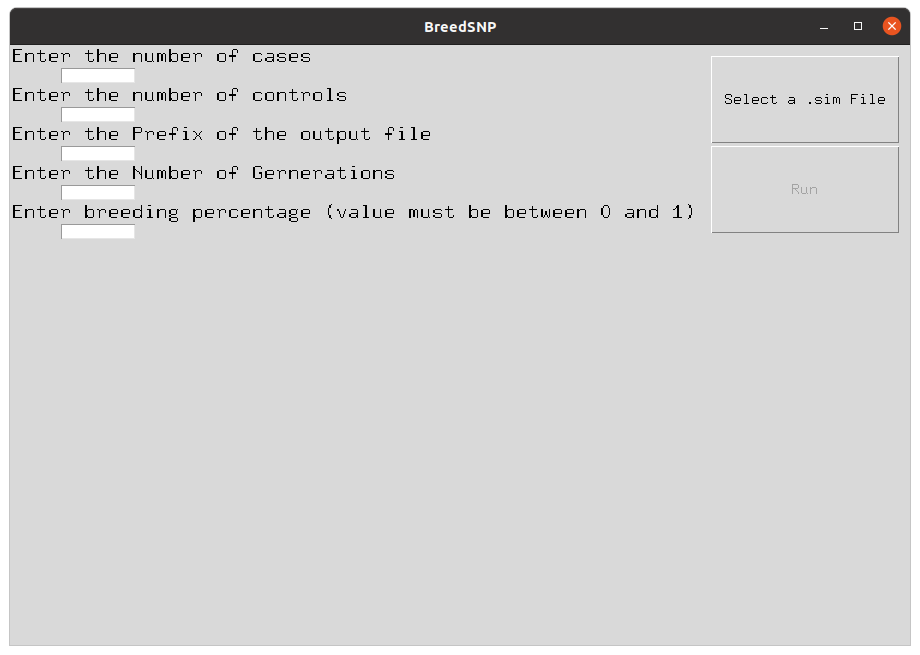 BreedSNP
Enter the number of cases
Enter the number of controls
Enter the Prefix of the output file
Enter the Number of Gernerations
Enter breeding percentage (value must be between 0 and 1)
Select a .sim File
Run